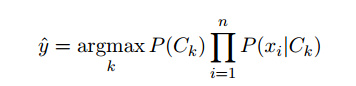 ŷ = argmax_k P(C_k) ∏_{i=1}^{n} P(x_i|C_k)